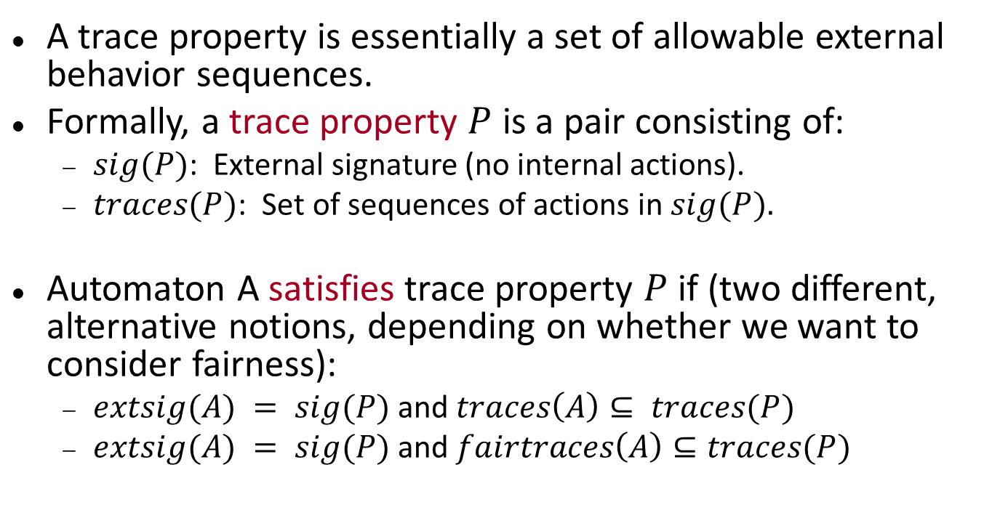 • A trace property is essentially a set of allowable external
behavior sequences.
• Formally, a trace property P is a pair consisting of:
– sig(P): External signature (no internal actions).
– traces(P): Set of sequences of actions in sig(P).
• Automaton A satisfies trace property P if (two different,
alternative notions, depending on whether we want to
consider fairness):
– extsig(A) = sig(P) and traces(A) ⊆ traces(P)
– extsig(A) = sig(P) and fairtraces(A) ⊆ traces(P)